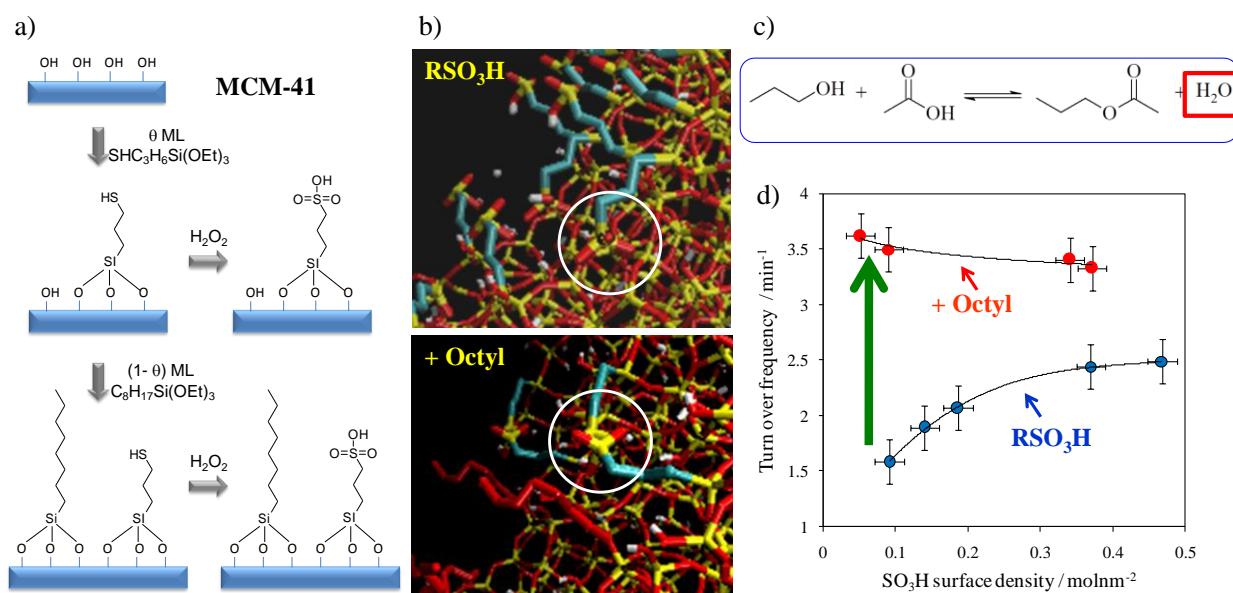 a)
OH OH OH OH
MCM-41
θ ML
SHC₃H₆Si(OEt)₃
HS
OH
O=S=O
H₂O₂
SI
SI
OH O O O
OH O O O
(1- θ) ML
C₈H₁₇Si(OEt)₃
OH
HS
O=S=O
H₂O₂
Si
SI
Si
SI
O O O O O O
O O O O O O
b)
RSO₃H
+ Octyl
c)
OH + O OH O O + H₂O
d)
Turn over frequency / min⁻¹
4
3.5
3
2.5
2
1.5
1
+ Octyl
RSO₃H
0 0.1 0.2 0.3 0.4 0.5
SO₃H surface density / molnm⁻²